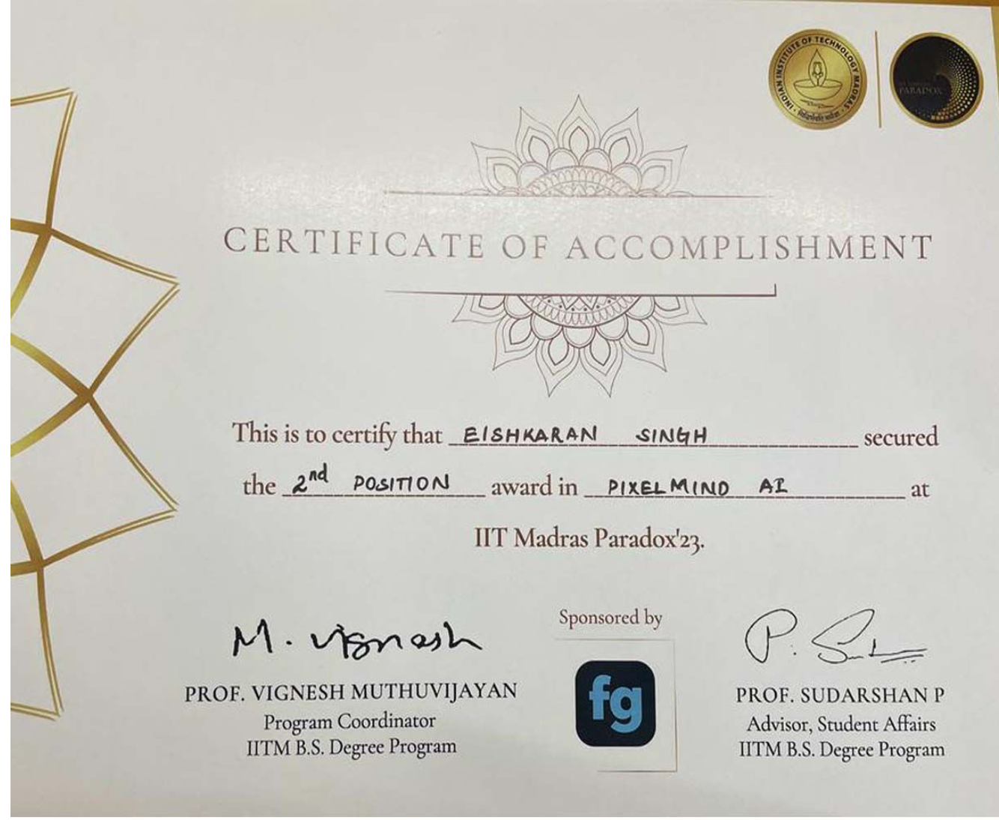 INDIAN INSTITUTE OF TECHNOLOGY MADRAS
PARADOX
CERTIFICATE OF ACCOMPLISHMENT
This is to certify that EISHKARAN SINGH secured
the 2nd POSITION award in PIXELMIND AI at
IIT Madras Paradox'23.
M. Vignesh
Sponsored by
P.
fg
PROF. VIGNESH MUTHUVIJAYAN
Program Coordinator
IITM B.S. Degree Program
PROF. SUDARSHAN P
Advisor, Student Affairs
IITM B.S. Degree Program